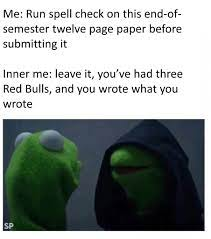 Me: Run spell check on this end-of-
semester twelve page paper before
submitting it
Inner me: leave it, you've had three
Red Bulls, and you wrote what you
wrote
SP